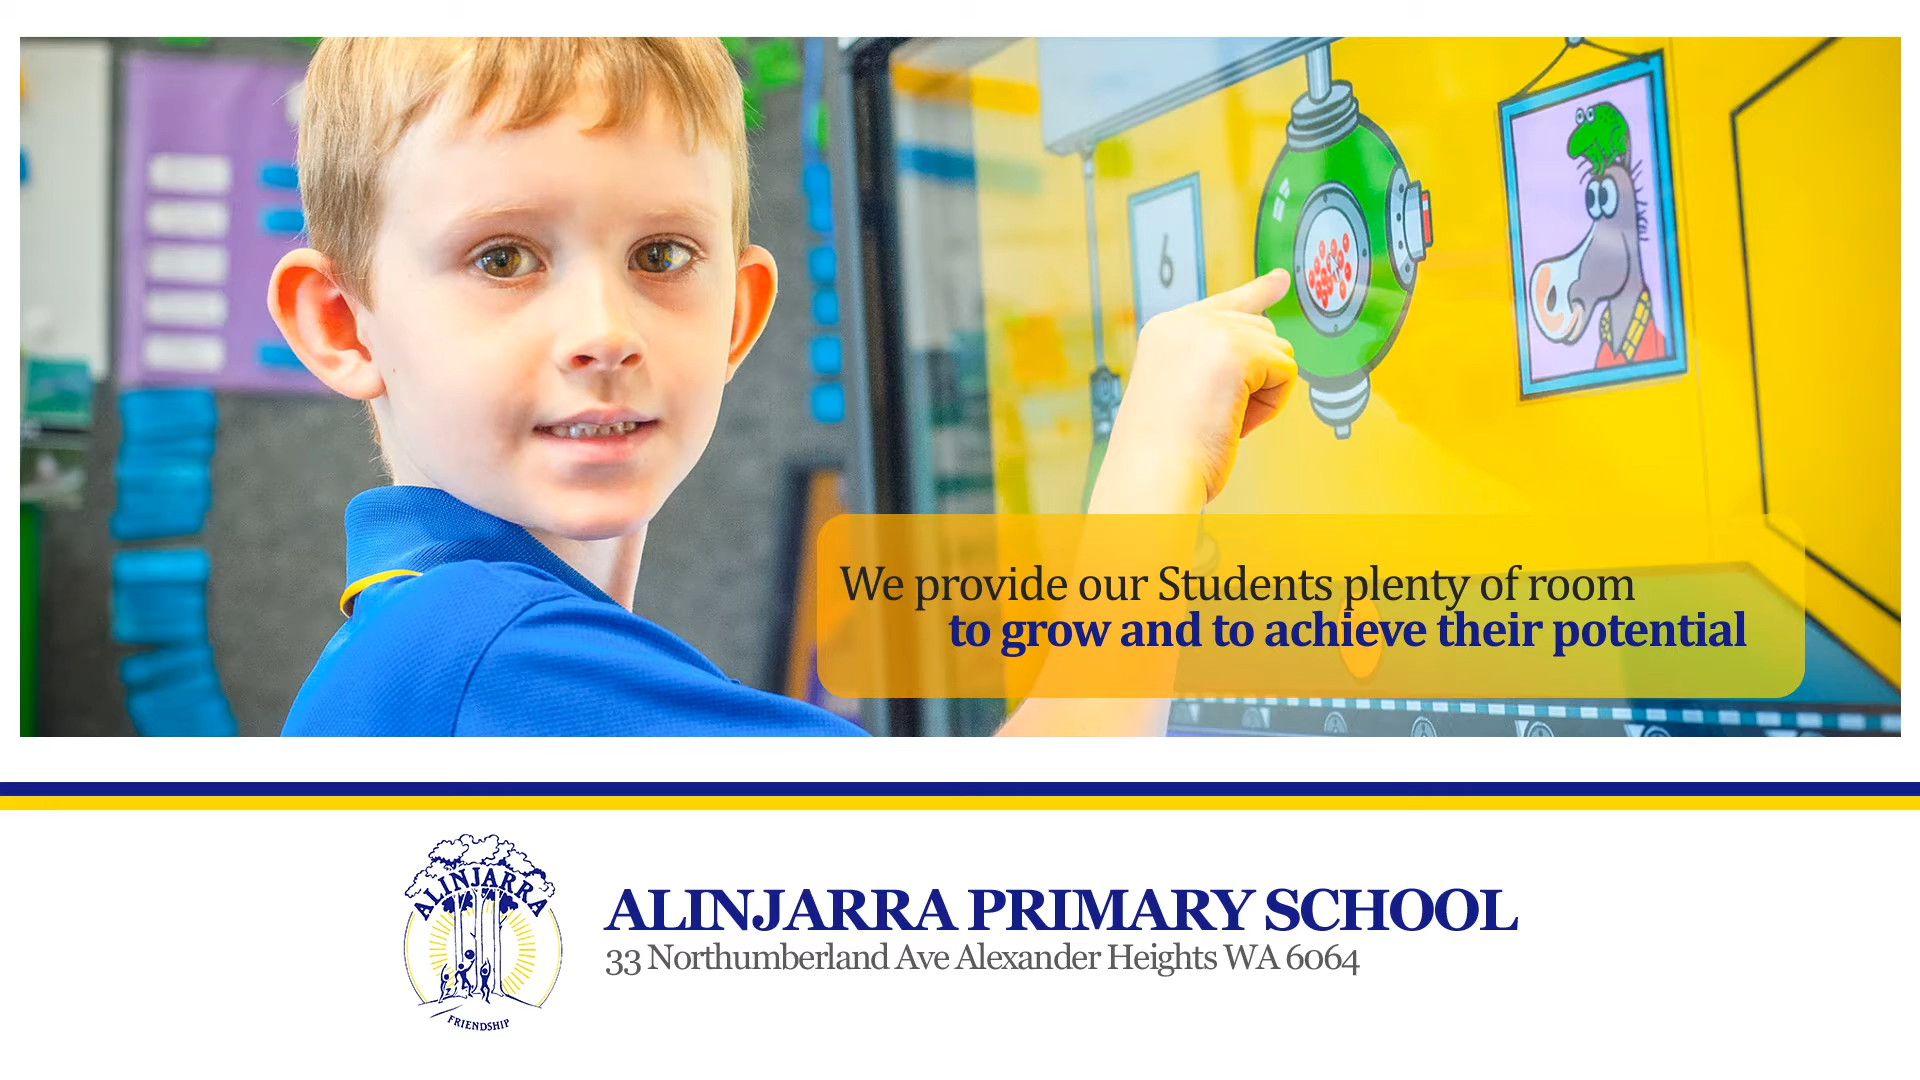 6
We provide our Students plenty of room
to grow and to achieve their potential
ALINJARRA
FRIENDSHIP
ALINJARRA PRIMARY SCHOOL
33 Northumberland Ave Alexander Heights WA 6064